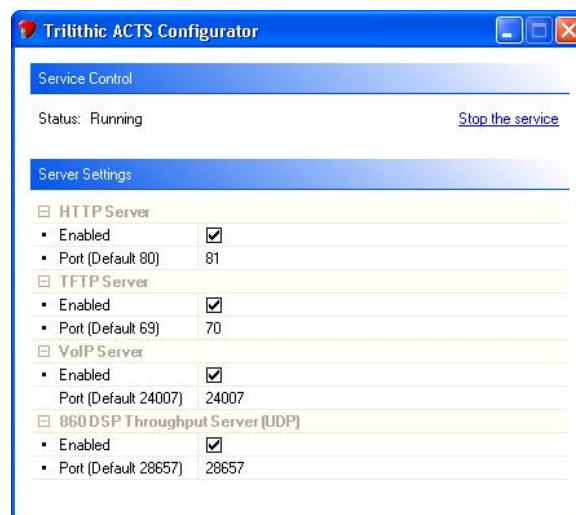 Trilithic ACTS Configurator
Service Control
Status: Running Stop the service
Server Settings
HTTP Server
Enabled
Port (Default 80) 81
TFTP Server
Enabled
Port (Default 69) 70
VoIP Server
Enabled
Port (Default 24007) 24007
860 DSP Throughput Server (UDP)
Enabled
Port (Default 28657) 28657